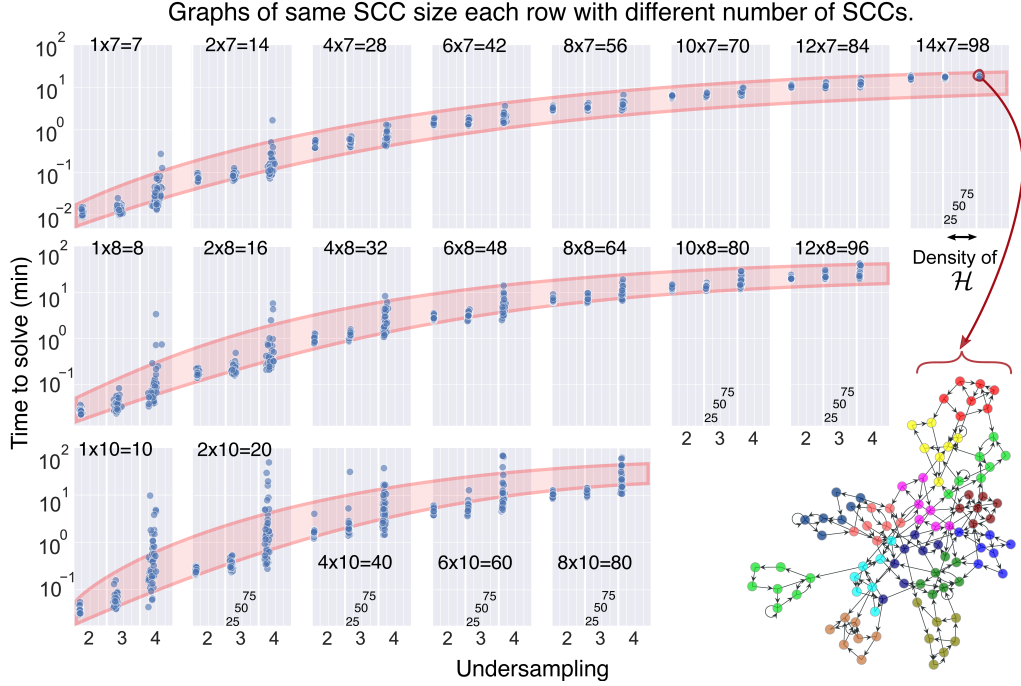 Graphs of same SCC size each row with different number of SCCs.
1x7=7 2x7=14 4x7=28 6x7=42 8x7=56 10x7=70 12x7=84 14x7=98
10²
10¹
10⁰
10⁻¹
10⁻²
75
50
25
Density of
ℋ
1x8=8 2x8=16 4x8=32 6x8=48 8x8=64 10x8=80 12x8=96
10²
10¹
10⁰
10⁻¹
75 75
50 50
25 25
2 3 4 2 3 4
Time to solve (min)
1x10=10 2x10=20
10²
10¹
10⁰
10⁻¹
4x10=40 6x10=60 8x10=80
75 75 75 75
50 50 50 50
25 25 25 25
2 3 4 2 3 4 2 3 4 2 3 4 2 3 4
Undersampling